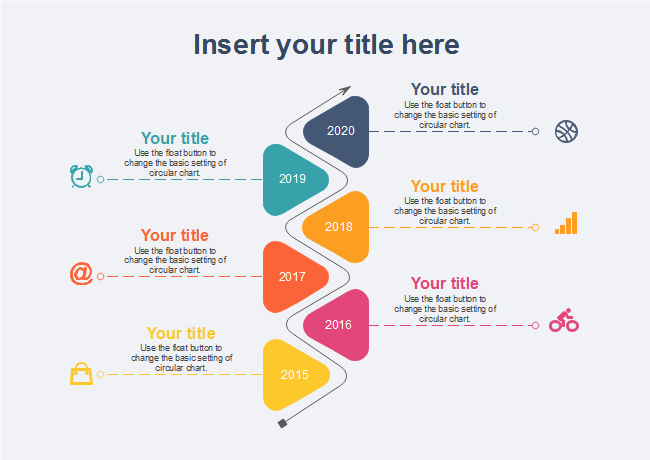 Insert your title here
Your title
Use the float button to
change the basic setting of
circular chart.
2020
Your title
Use the float button to
change the basic setting of
circular chart.
2019
Your title
Use the float button to
change the basic setting of
circular chart.
2018
Your title
Use the float button to
change the basic setting of
circular chart.
@
2017
Your title
Use the float button to
change the basic setting of
circular chart.
2016
Your title
Use the float button to
change the basic setting of
circular chart.
2015